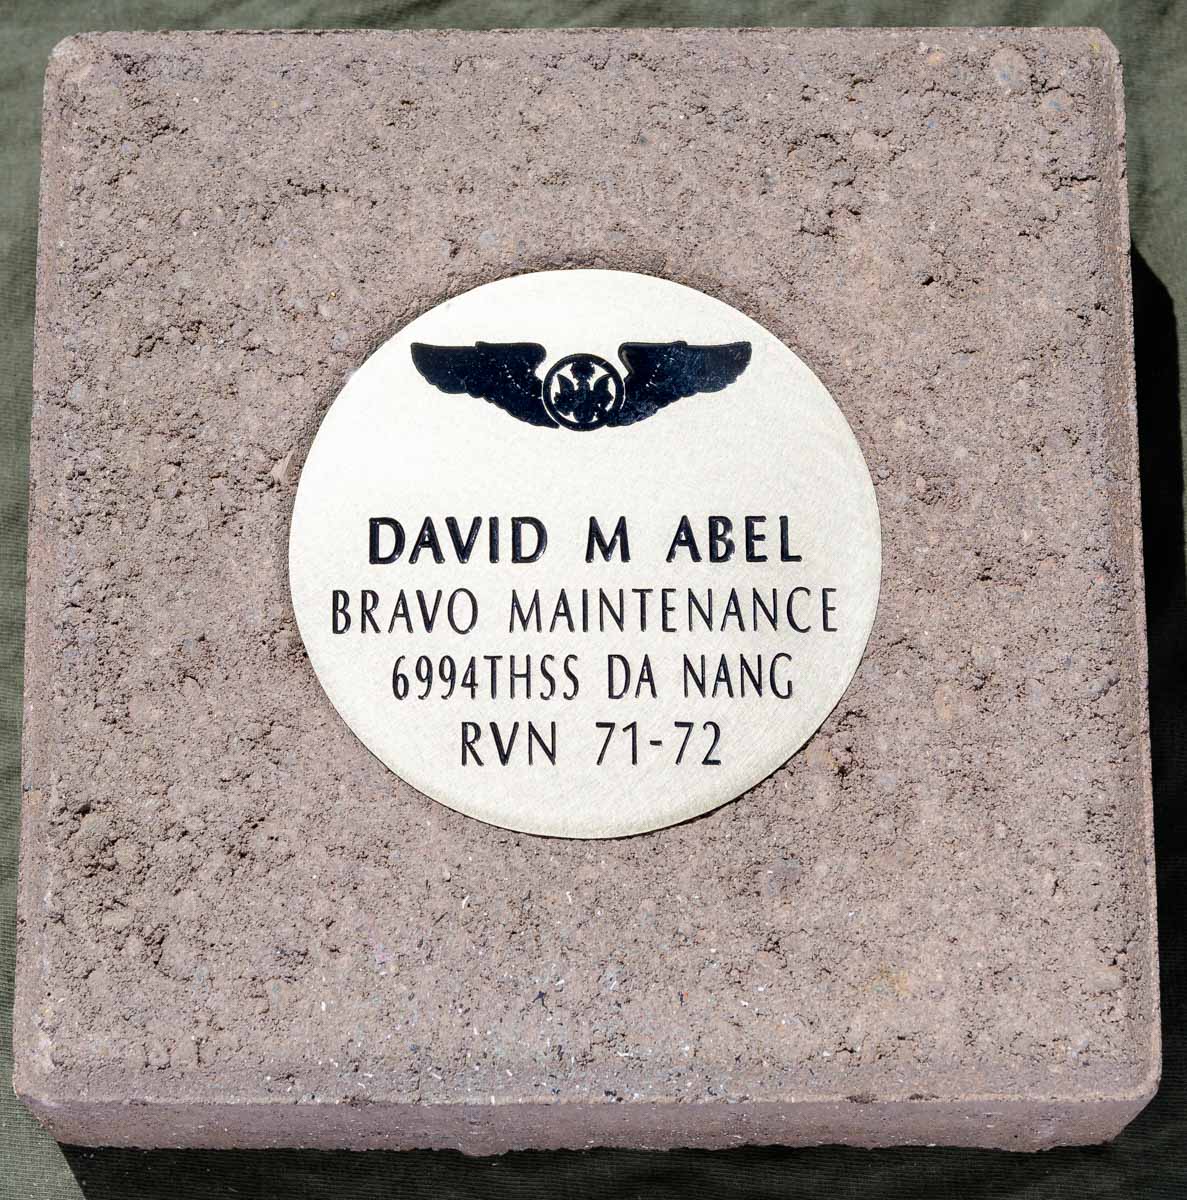 DAVID M ABEL
BRAVO MAINTENANCE
6994THSS DA NANG
RVN 71-72